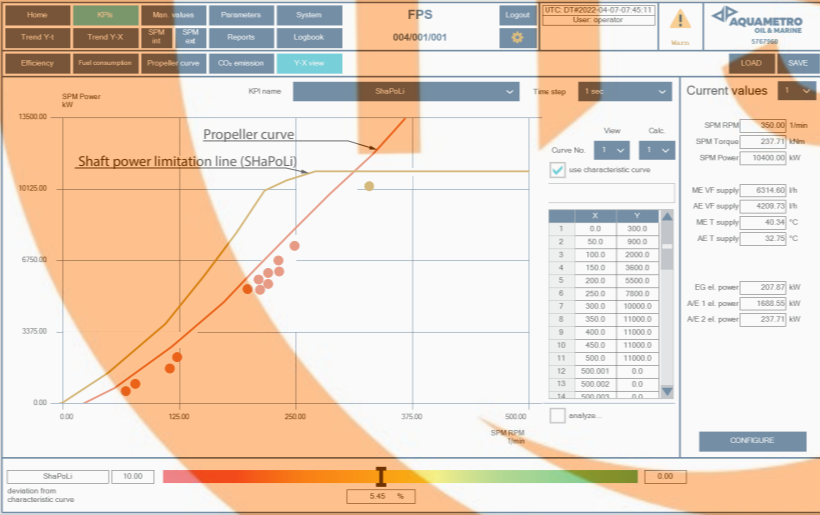 Home KPIs Man. values Parameters System
FPS
Logout
UTC: DT#2022-04-07-07:45:11
User: operator
Warn
AQUAMETRO
OIL & MARINE
5767960
Trend Y-t Trend Y-X SPM int SPM ext Reports Logbook
004/001/001
Efficiency Fuel consumption Propeller curve CO₂ emission Y-X view
LOAD SAVE
KPI name ShaPoLi Time step 1 sec
Current values 1
SPM Power
kW
13500.00
10125.00
6750.00
3375.00
0.00
Propeller curve
Shaft power limitation line (SHaPoLi)
0.00 125.00 250.00 375.00 500.00
SPM RPM
1/min
View Calc.
Curve No. 1 1
use characteristic curve
X Y
1 0.0 300.0
2 50.0 900.0
3 100.0 2000.0
4 150.0 3600.0
5 200.0 5500.0
6 250.0 7800.0
7 300.0 10000.0
8 350.0 11000.0
9 400.0 11000.0
10 450.0 11000.0
11 500.0 11000.0
12 500.001 0.0
13 500.002 0.0
14 500.003 0.0
analyze...
SPM RPM 350.00 1/min
SPM Torque 237.71 kNm
SPM Power 10400.00 kW
ME VF supply 6314.60 l/h
AE VF supply 4209.73 l/h
ME T supply 40.34 °C
AE T supply 32.75 °C
EG el. power 207.87 kW
A/E 1 el. power 1688.55 kW
A/E 2 el. power 237.71 kW
CONFIGURE
ShaPoLi 10.00 0.00
deviation from
characteristic curve
5.45 %